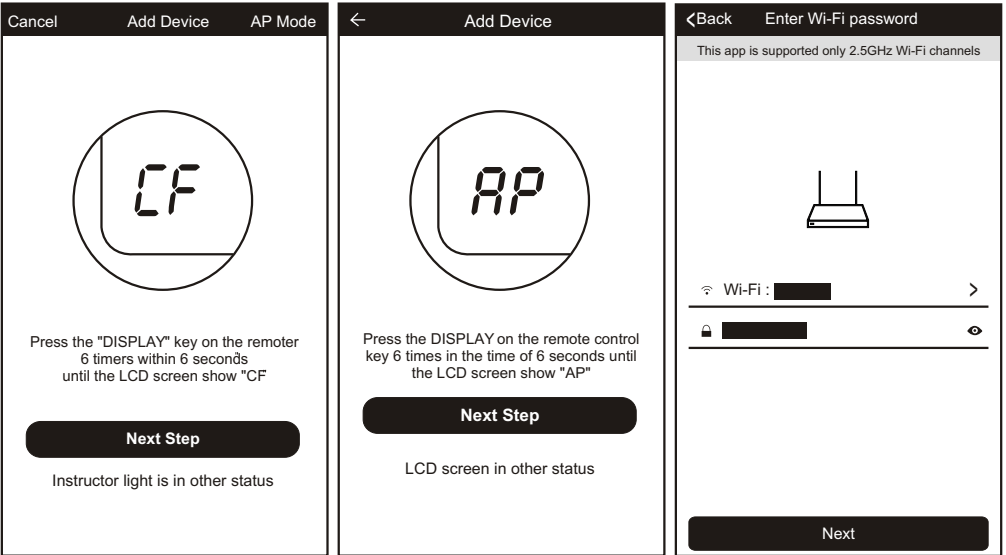 Cancel Add Device AP Mode
CF
Press the "DISPLAY" key on the remoter
6 timers within 6 seconds
until the LCD screen show "CF
Next Step
Instructor light is in other status
Add Device
AP
Press the DISPLAY on the remote control
key 6 times in the time of 6 seconds until
the LCD screen show "AP"
Next Step
LCD screen in other status
Back Enter Wi-Fi password
This app is supported only 2.5GHz Wi-Fi channels
Wi-Fi :
Next